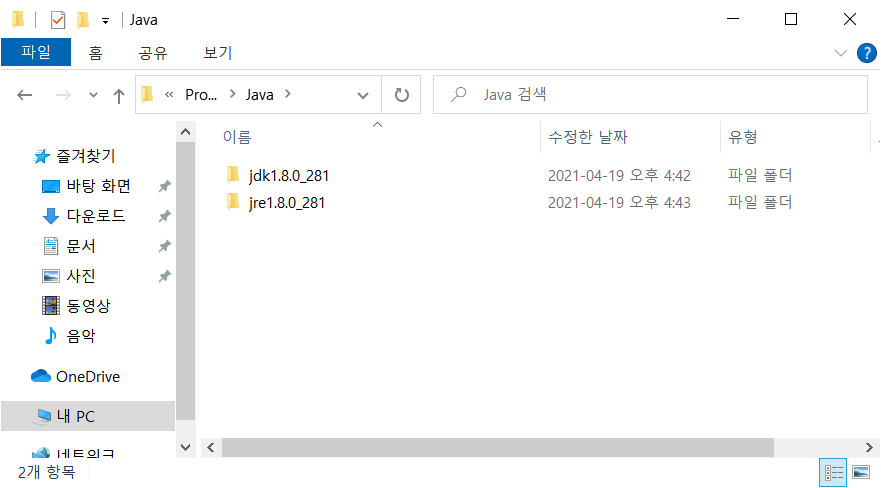 Java
파일 홈 공유 보기
« Pro... > Java > Java 검색
이름 수정한 날짜 유형
jdk1.8.0_281 2021-04-19 오후 4:42 파일 폴더
jre1.8.0_281 2021-04-19 오후 4:43 파일 폴더
즐겨찾기
바탕 화면
다운로드
문서
사진
동영상
음악
OneDrive
내 PC
네트워크
2개 항목